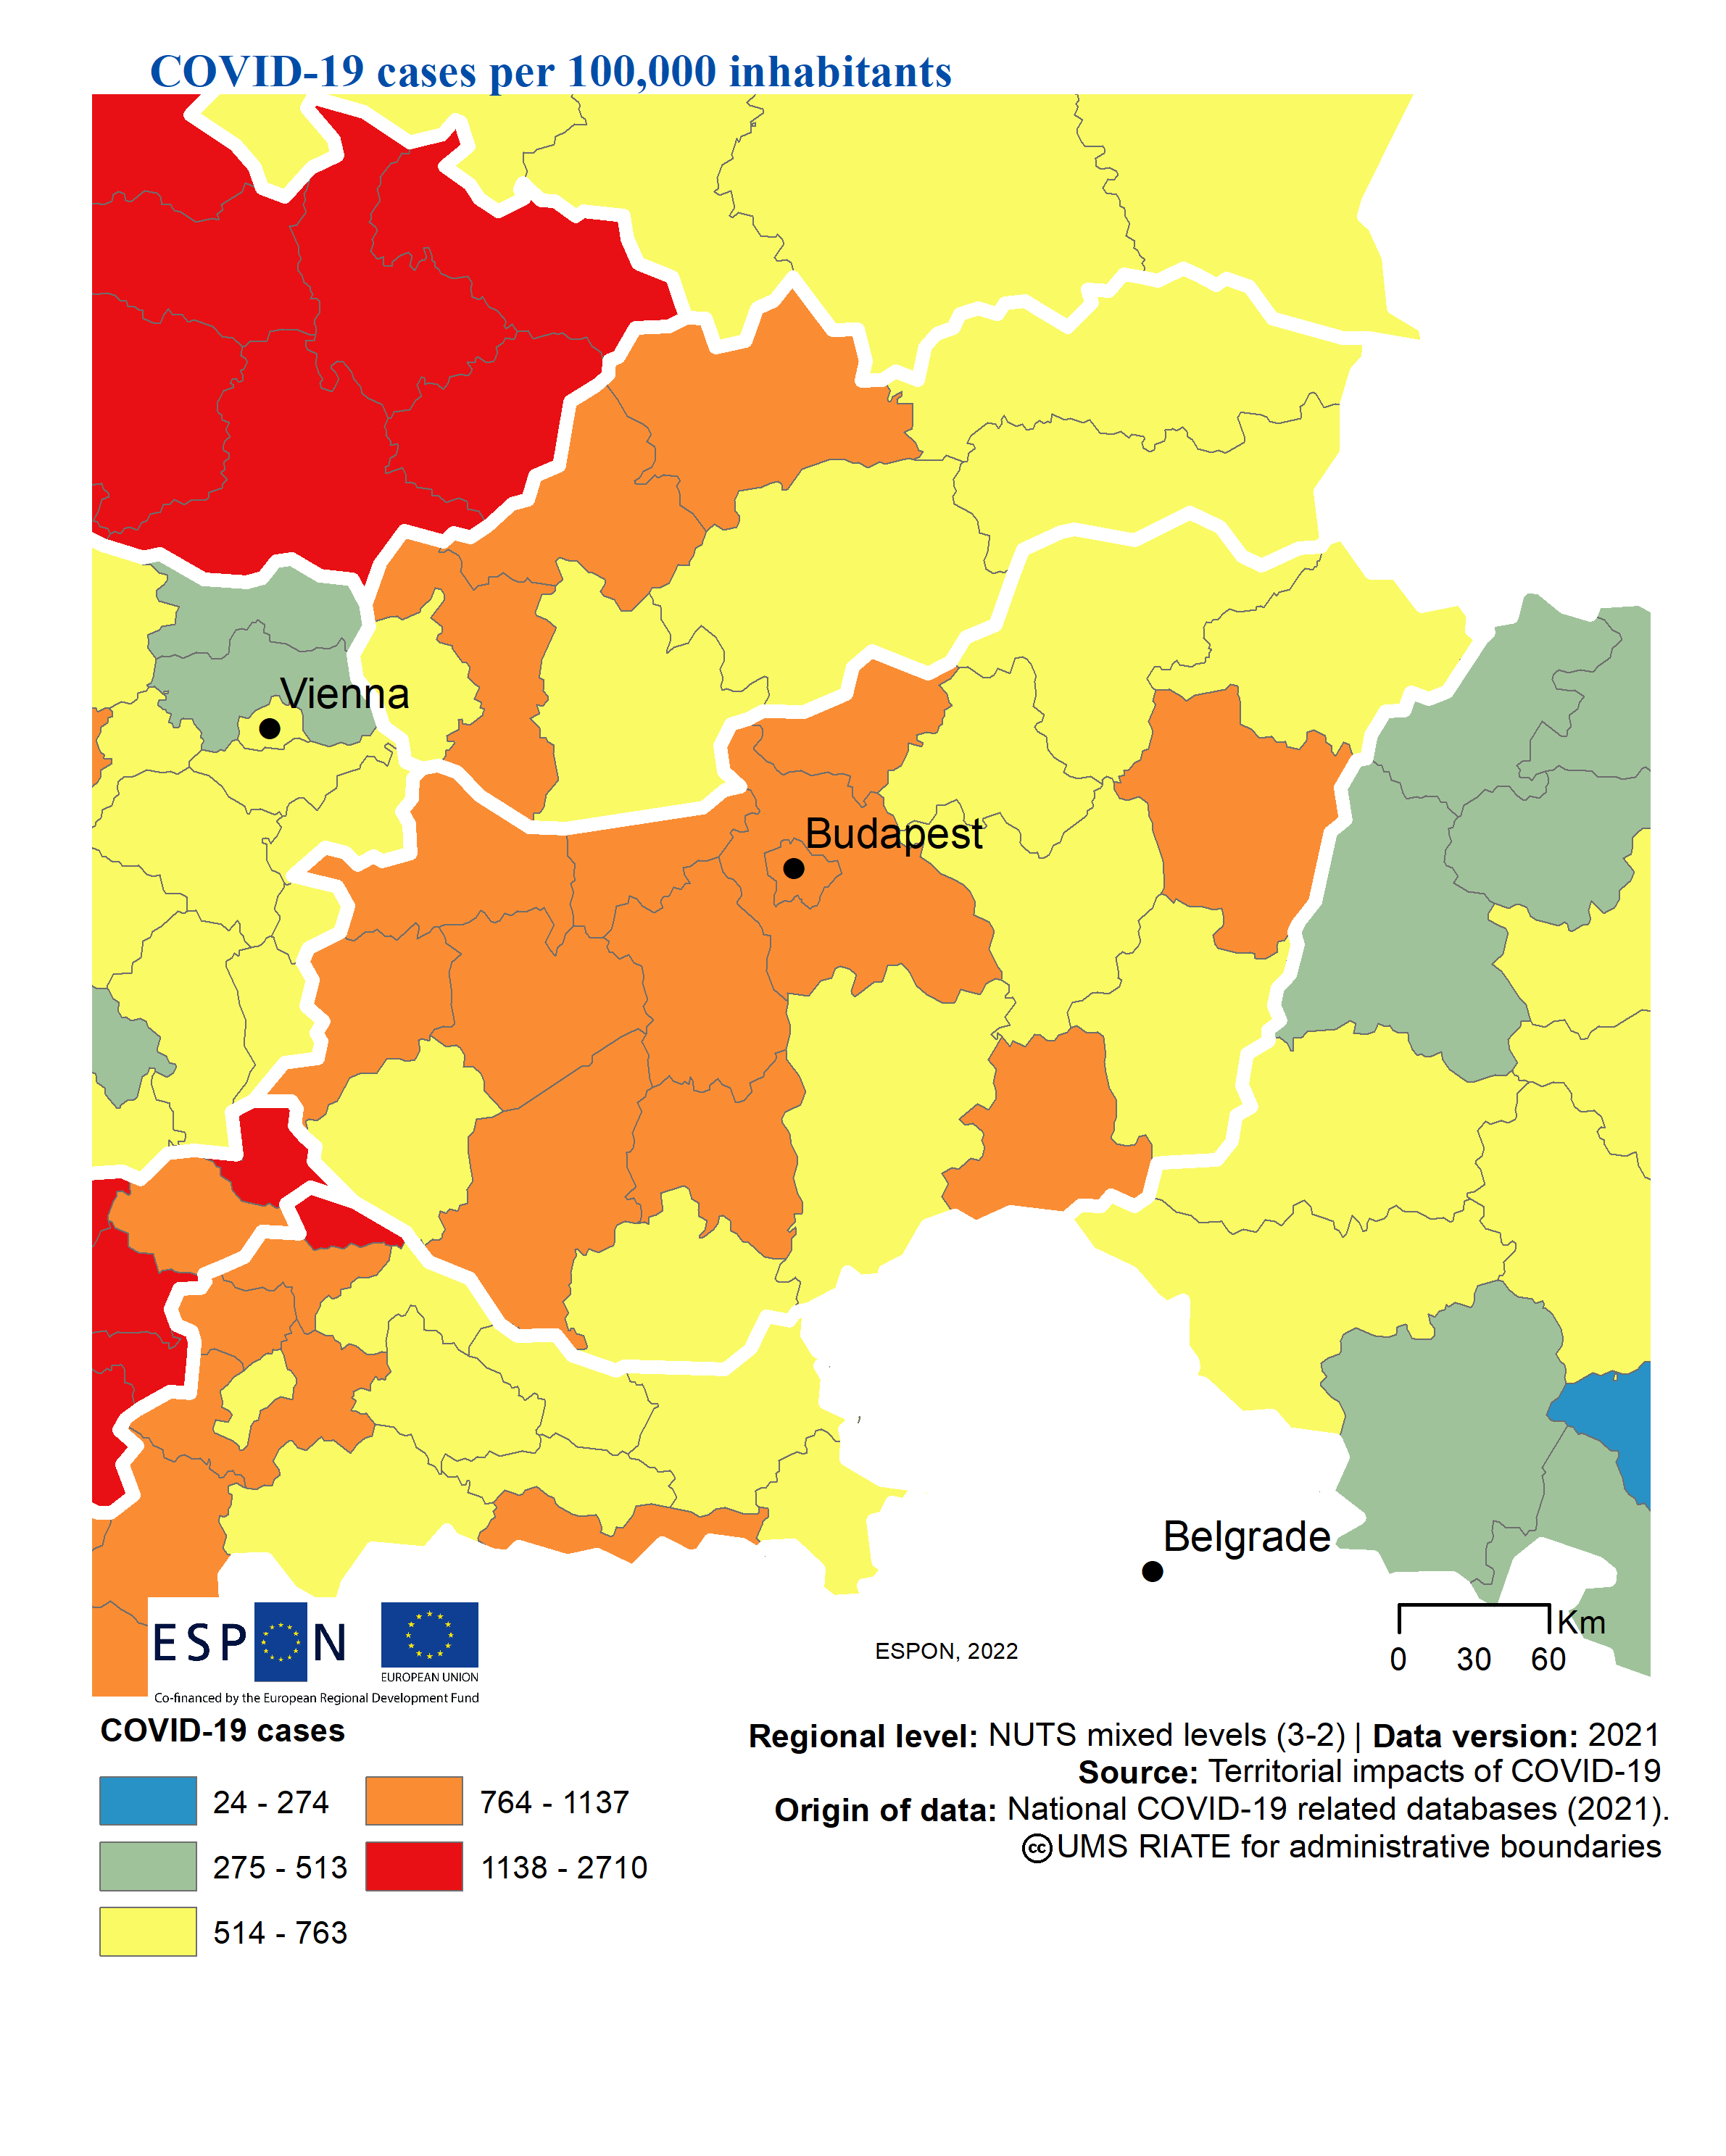 COVID-19 cases per 100,000 inhabitants
Vienna
Budapest
Belgrade
ESPON
EUROPEAN UNION
Co-financed by the European Regional Development Fund
ESPON, 2022
Km
0 30 60
COVID-19 cases
24 - 274
764 - 1137
275 - 513
1138 - 2710
514 - 763
Regional level: NUTS mixed levels (3-2) | Data version: 2021
Source: Territorial impacts of COVID-19
Origin of data: National COVID-19 related databases (2021).
cc UMS RIATE for administrative boundaries